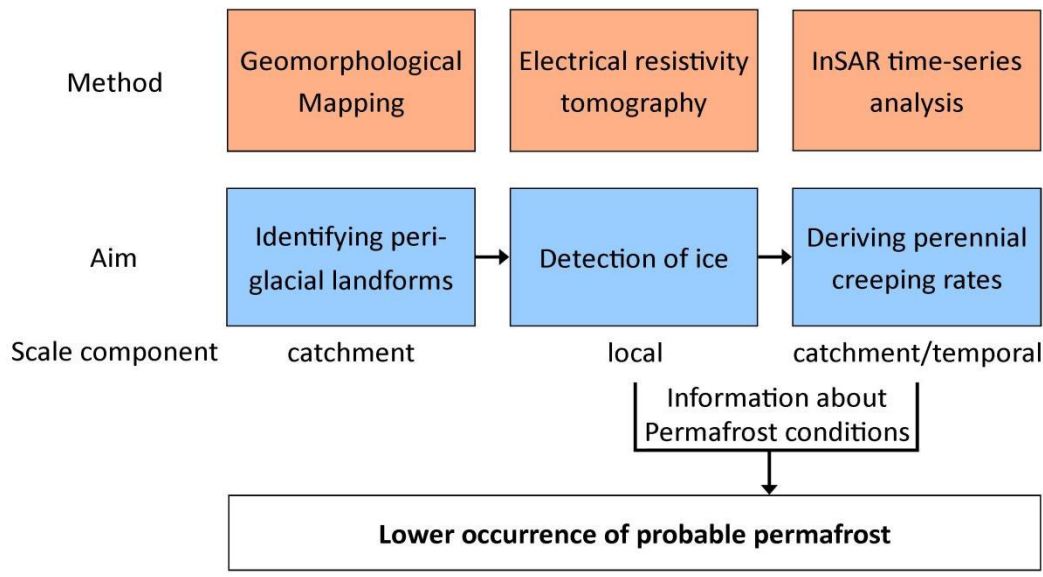 Method
Geomorphological
Mapping
Electrical resistivity
tomography
InSAR time-series
analysis
Aim
Identifying peri-
glacial landforms
Detection of ice
Deriving perennial
creeping rates
Scale component
catchment
local
catchment/temporal
Information about
Permafrost conditions
Lower occurrence of probable permafrost